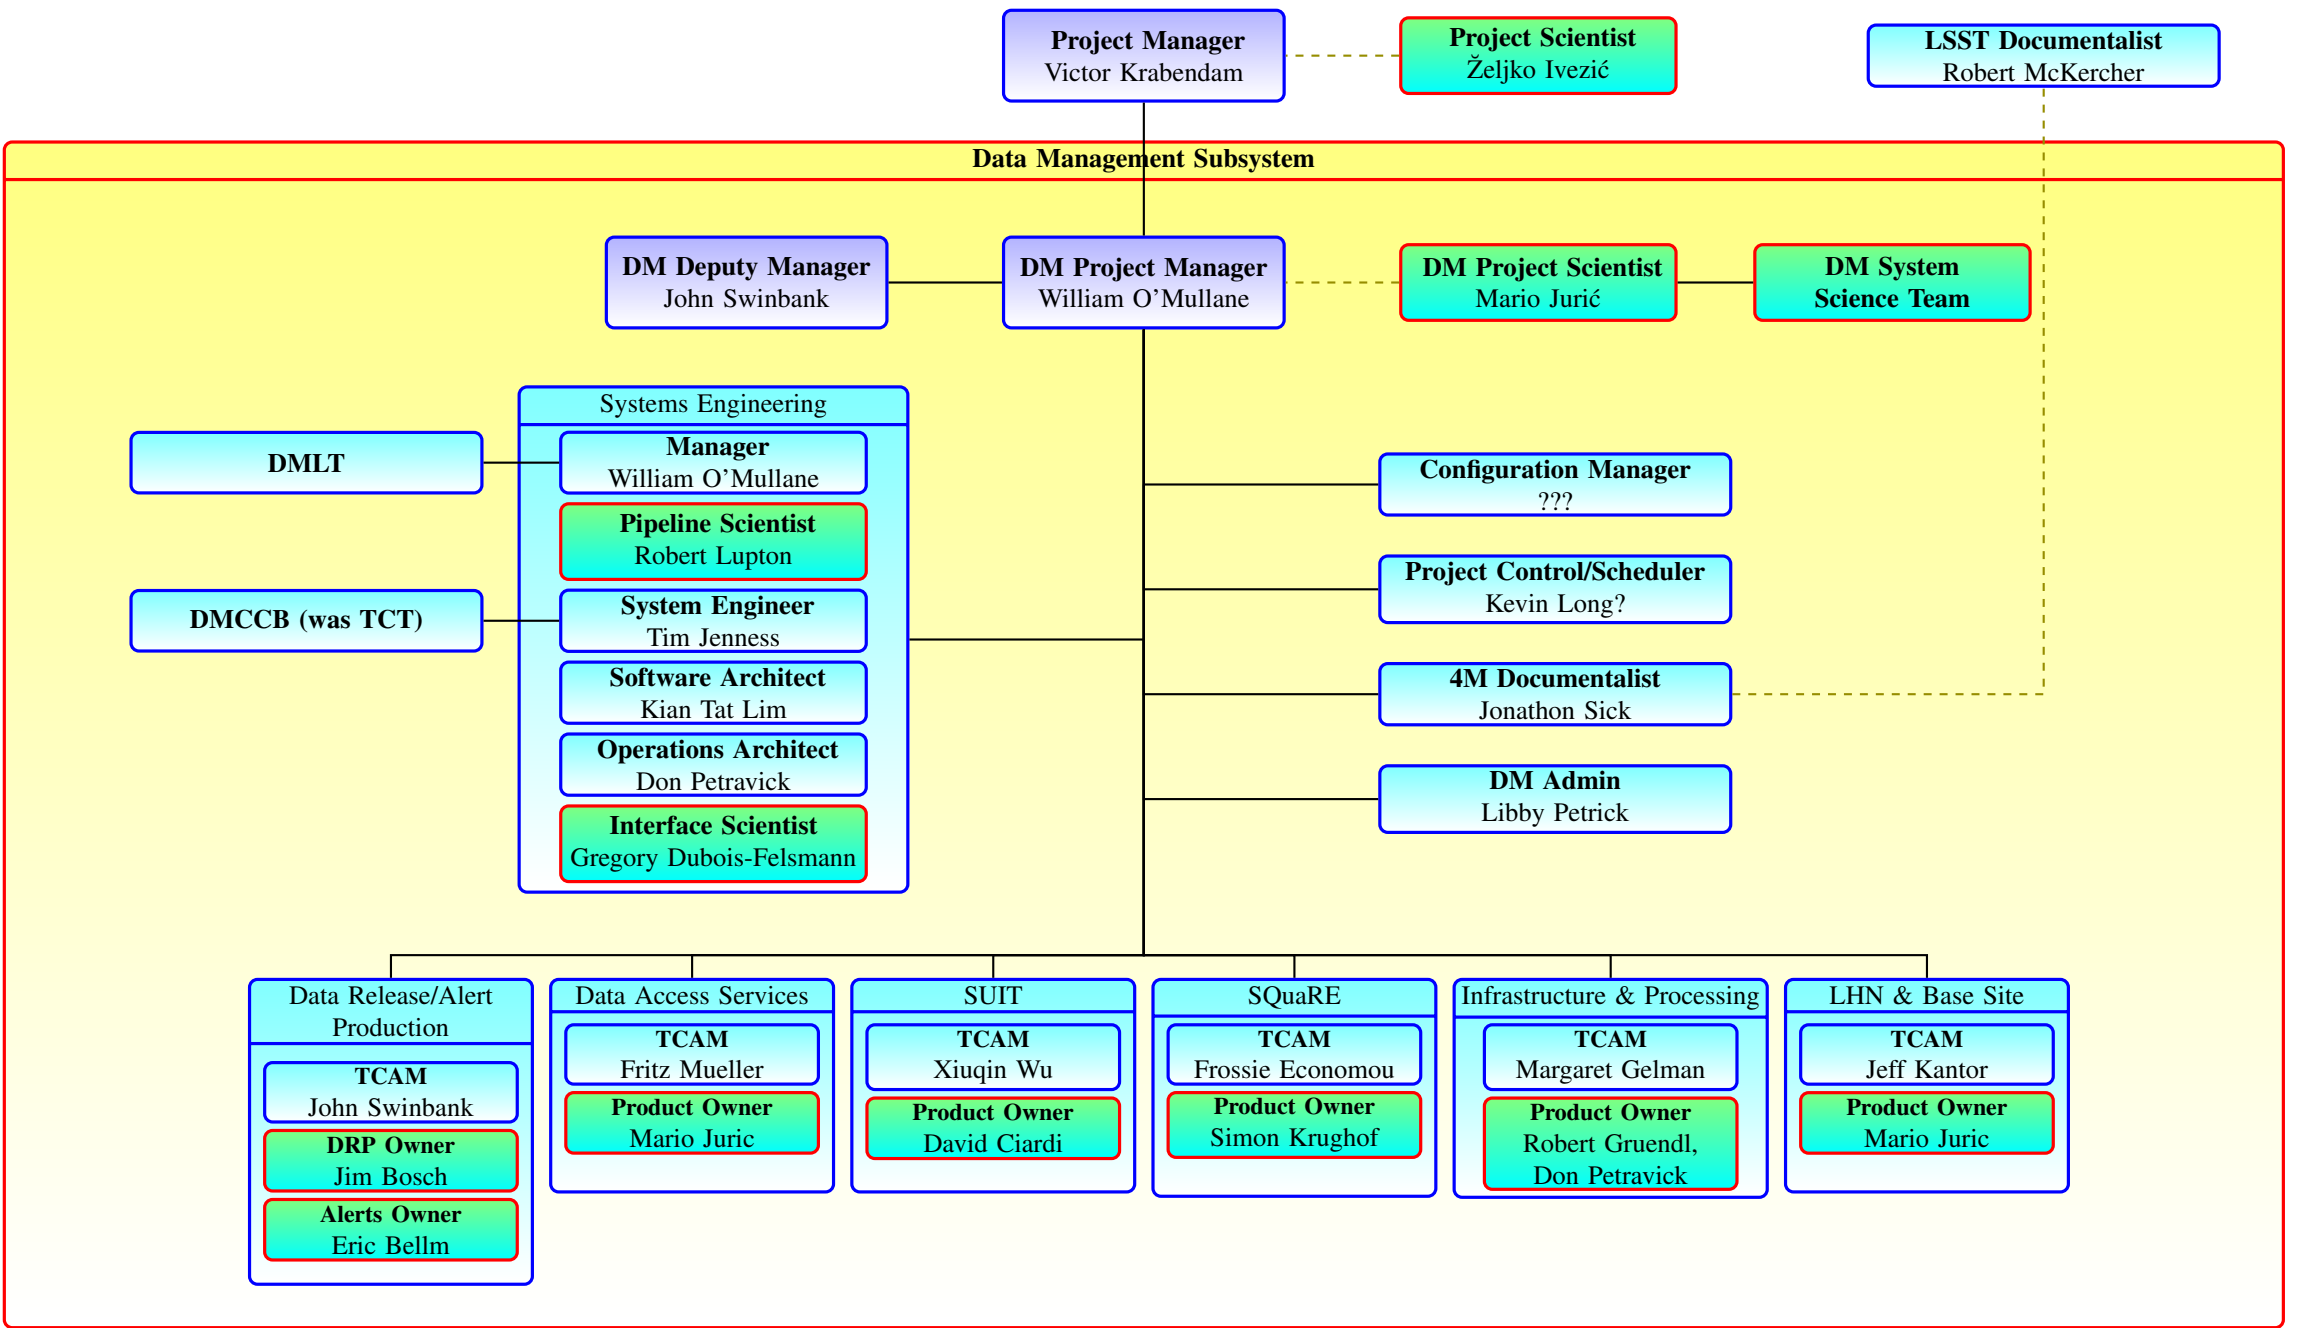 Project Manager
Victor Krabendam
Project Scientist
Željko Ivezić
LSST Documentalist
Robert McKercher
Data Management Subsystem
DM Deputy Manager
John Swinbank
DM Project Manager
William O'Mullane
DM Project Scientist
Mario Jurić
DM System
Science Team
Systems Engineering
DMLT
Manager
William O'Mullane
Pipeline Scientist
Robert Lupton
DMCCB (was TCT)
System Engineer
Tim Jenness
Software Architect
Kian Tat Lim
Operations Architect
Don Petravick
Interface Scientist
Gregory Dubois-Felsmann
Configuration Manager
???
Project Control/Scheduler
Kevin Long?
4M Documentalist
Jonathon Sick
DM Admin
Libby Petrick
Data Release/Alert
Production
TCAM
John Swinbank
DRP Owner
Jim Bosch
Alerts Owner
Eric Bellm
Data Access Services
TCAM
Fritz Mueller
Product Owner
Mario Juric
SUIT
TCAM
Xiuqin Wu
Product Owner
David Ciardi
SQuaRE
TCAM
Frossie Economou
Product Owner
Simon Krughof
Infrastructure & Processing
TCAM
Margaret Gelman
Product Owner
Robert Gruendl,
Don Petravick
LHN & Base Site
TCAM
Jeff Kantor
Product Owner
Mario Juric